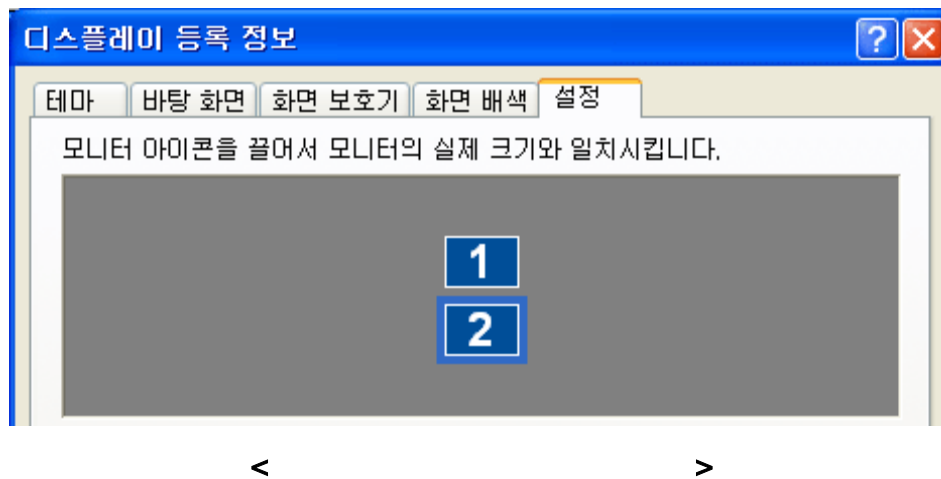 디스플레이 등록 정보
테마 바탕 화면 화면 보호기 화면 배색 설정
모니터 아이콘을 끌어서 모니터의 실제 크기와 일치시킵니다.
1
2
< >